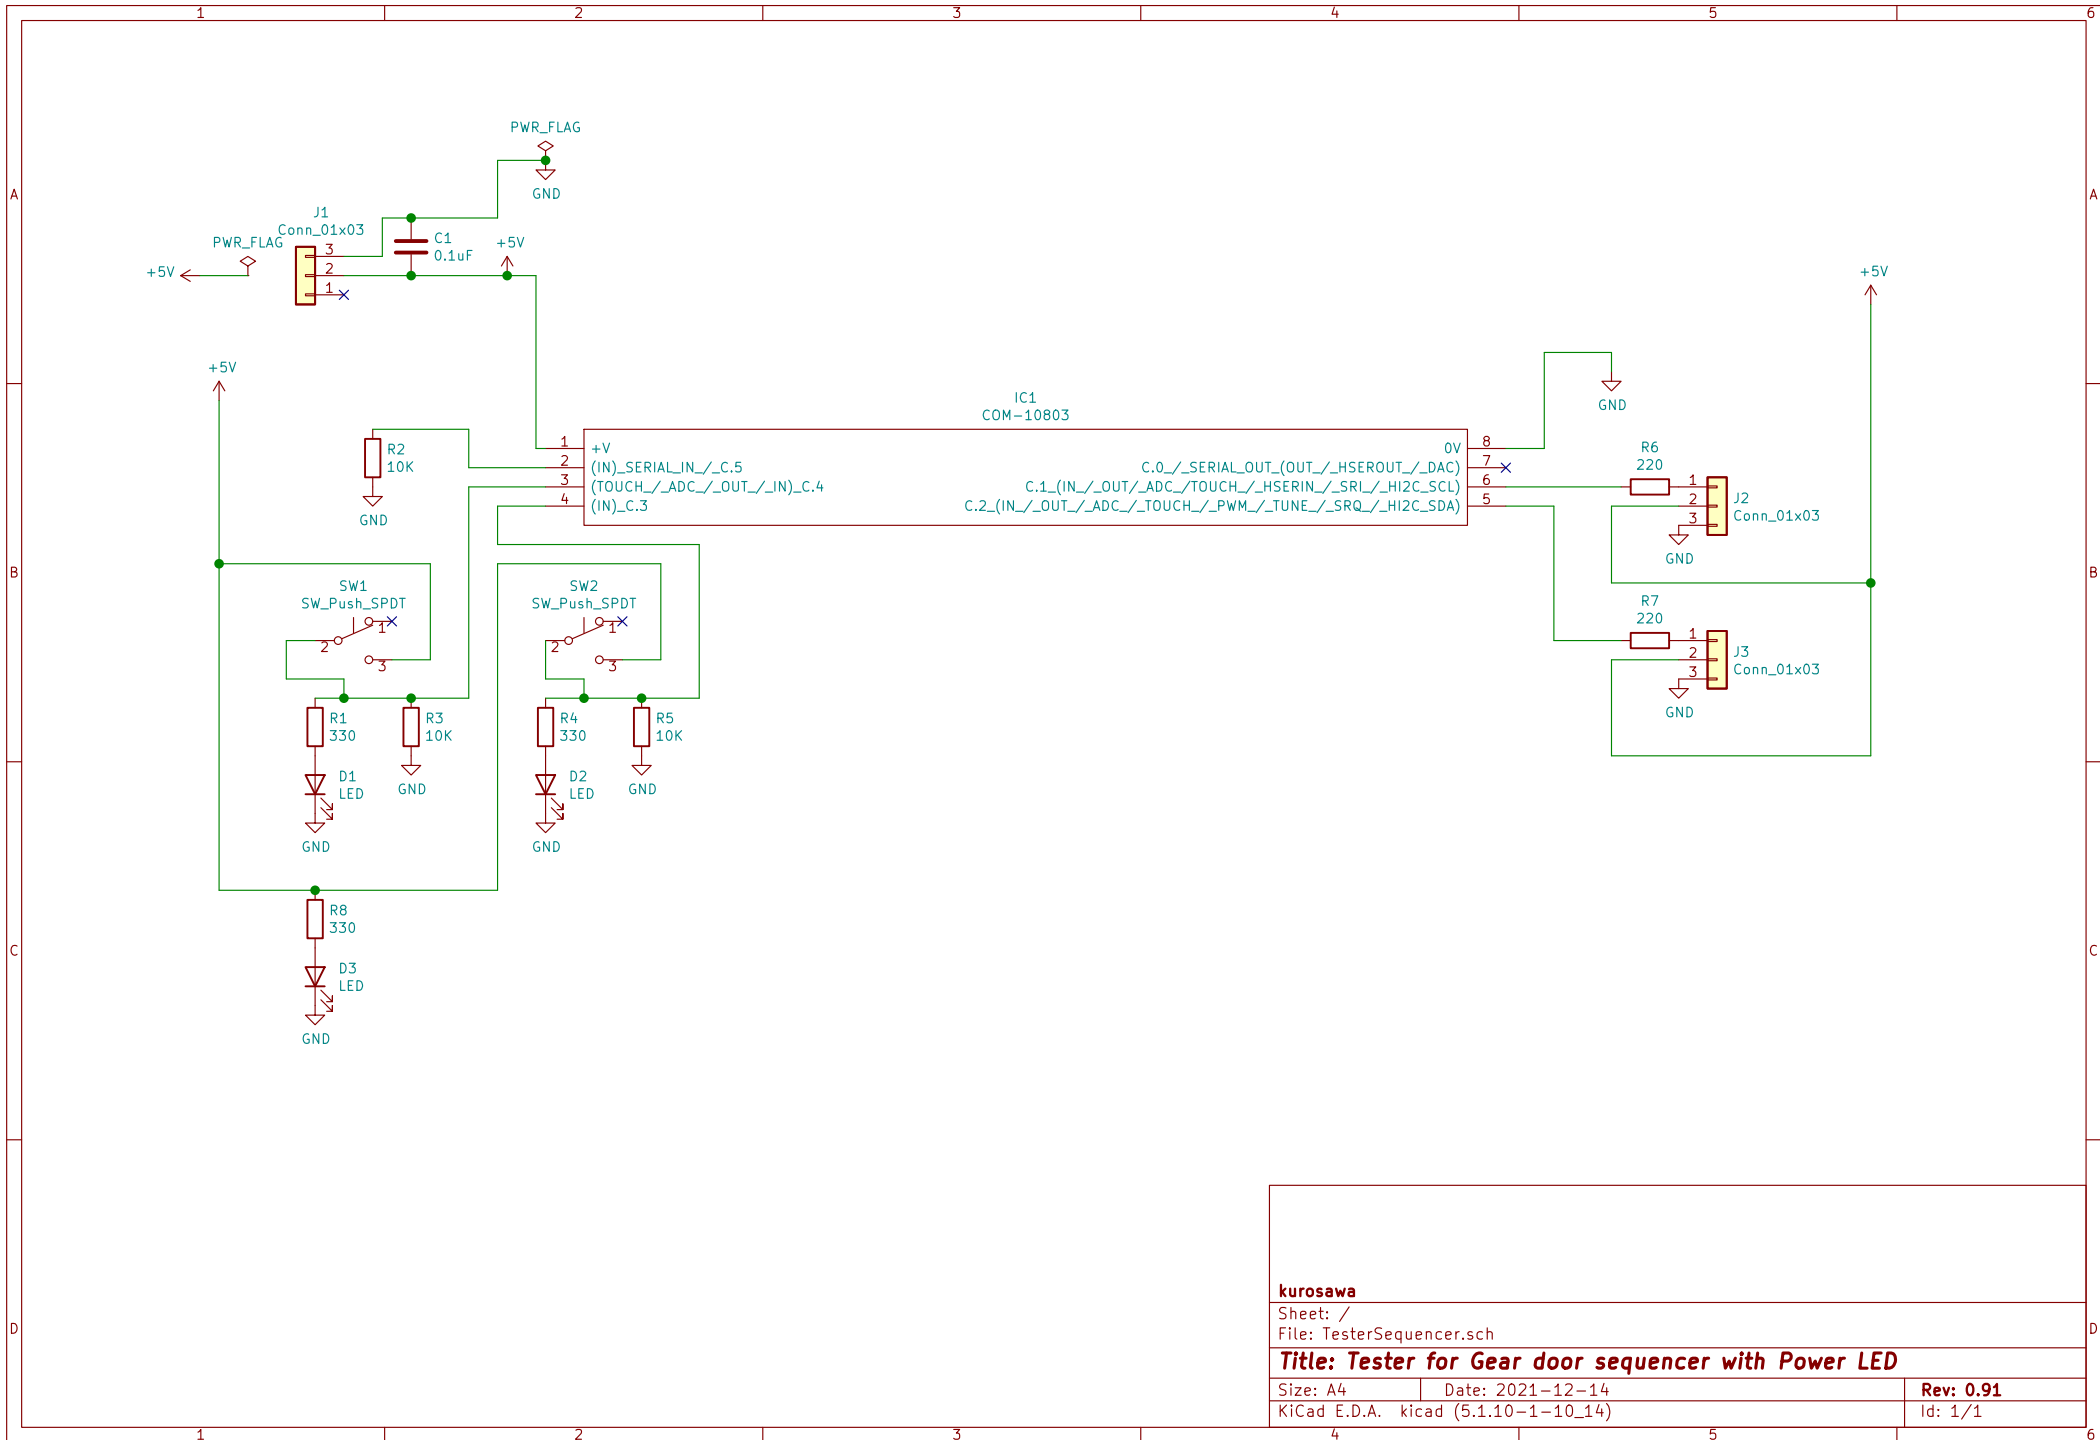 1 2 3 4 5 6
A A
B B
C C
D D
PWR_FLAG
GND
J1
Conn_01x03
PWR_FLAG
+5V
3
2
1
C1
0.1uF
+5V
+5V
+5V
IC1
COM-10803
GND
R2
10K
GND
1 +V
2 (IN)_SERIAL_IN_/_C.5
3 (TOUCH_/_ADC_/_OUT_/_IN)_C.4
4 (IN)_C.3
0V 8
C.0_/_SERIAL_OUT_(OUT_/_HSEROUT_/_DAC) 7
C.1_(IN_/_OUT/_ADC_/TOUCH_/_HSERIN_/_SRI_/_HI2C_SCL) 6
C.2_(IN_/_OUT_/_ADC_/_TOUCH_/_PWM_/_TUNE_/_SRQ_/_HI2C_SDA) 5
R6
220
1
2
3
J2
Conn_01x03
GND
SW1
SW_Push_SPDT
1
2
3
SW2
SW_Push_SPDT
1
2
3
R7
220
1
2
3
J3
Conn_01x03
GND
R1
330
R3
10K
R4
330
R5
10K
D1
LED
GND
D2
LED
GND
GND
GND
R8
330
D3
LED
GND
kurosawa
Sheet: /
File: TesterSequencer.sch
Title: Tester for Gear door sequencer with Power LED
Size: A4 Date: 2021-12-14 Rev: 0.91
KiCad E.D.A. kicad (5.1.10-1-10_14) Id: 1/1
1 2 3 4 5 6